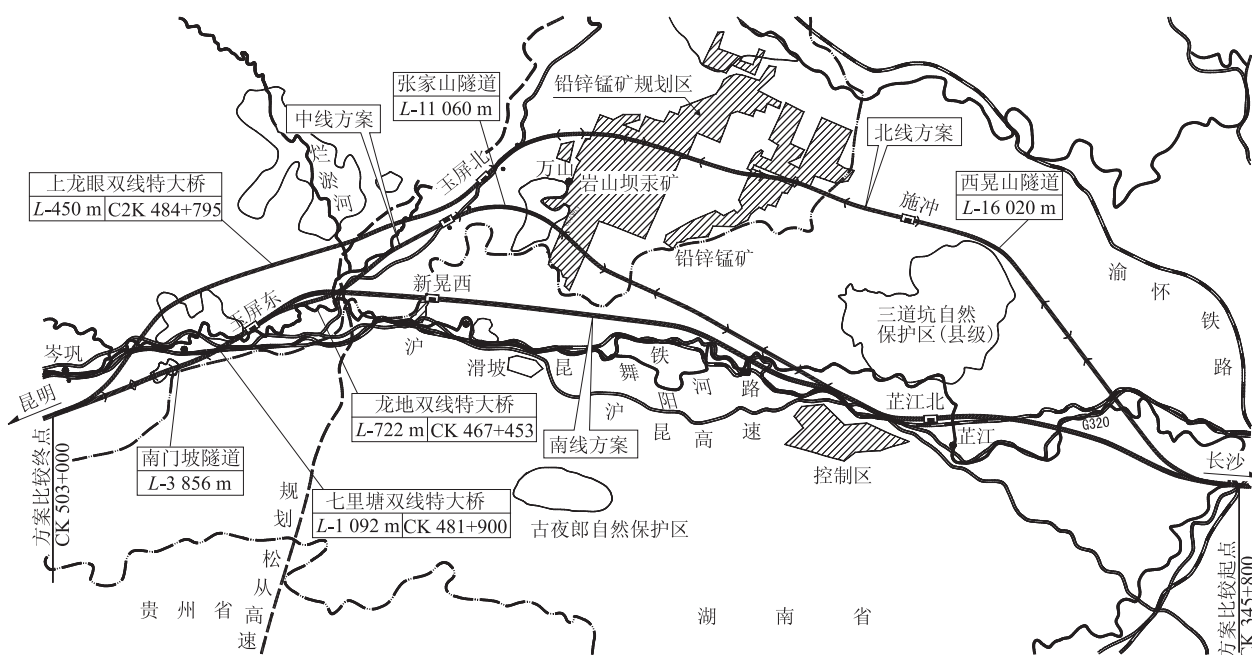 张家山隧道
L-11 060 m
铅锌锰矿规划区
中线方案
北线方案
烂淤河
玉屏北
万山
岩山坝汞矿
上龙眼双线特大桥
L-450 m C2K 484+795
西晃山隧道
L-16 020 m
施冲
铅锌锰矿
渝怀铁路
新晃西
三道坑自然
保护区(县级)
玉屏东
岑巩
沪昆铁路
舞阳河
滑坡
昆明
龙地双线特大桥
L-722 m CK 467+453
沪昆高速
芷江北
G320
芷江
南线方案
控制区
长沙
南门坡隧道
L-3 856 m
方案比较终点
CK 503+000
七里塘双线特大桥
L-1 092 m CK 481+900
古夜郎自然保护区
规划松从高速
方案比较起点
CK 345+800
贵州省
湖南省